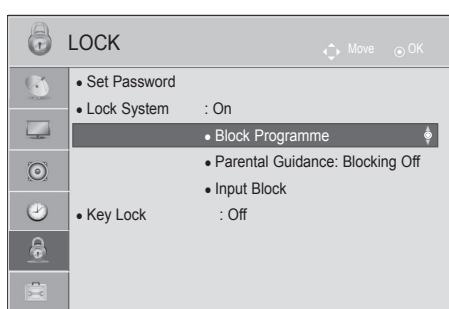 LOCK
Move OK
• Set Password
• Lock System : On
• Block Programme
• Parental Guidance: Blocking Off
• Input Block
• Key Lock : Off